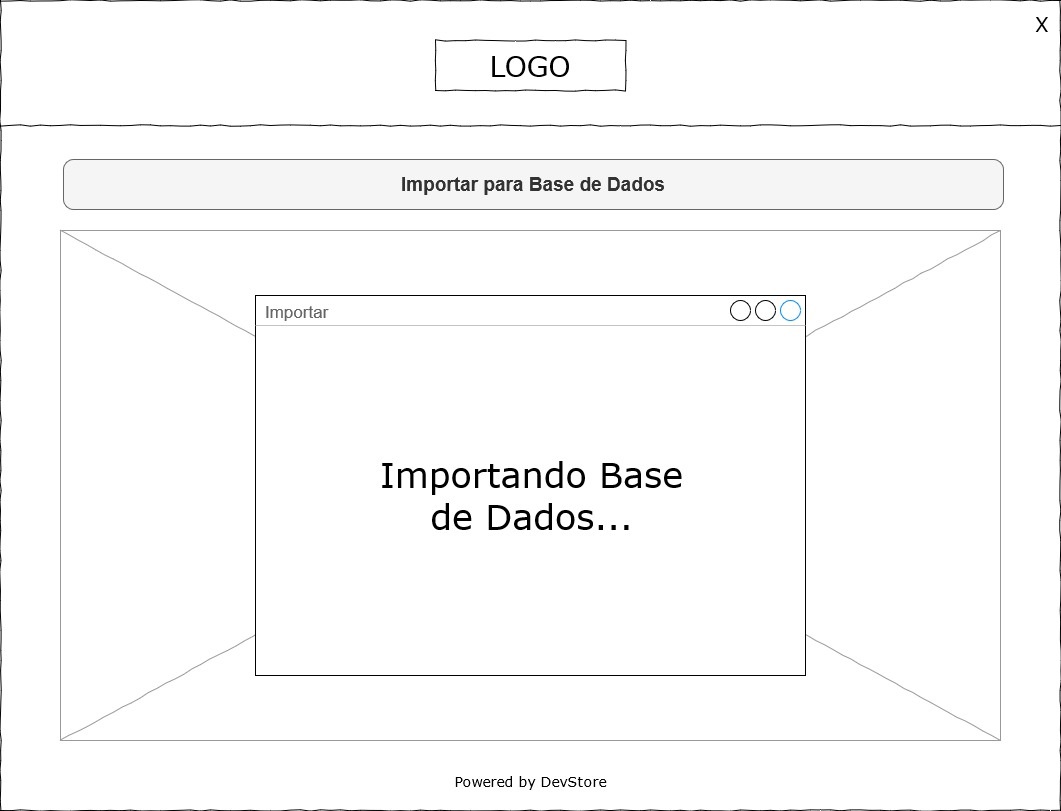 X
LOGO
Importar para Base de Dados
Importar
Importando Base
de Dados...
Powered by DevStore